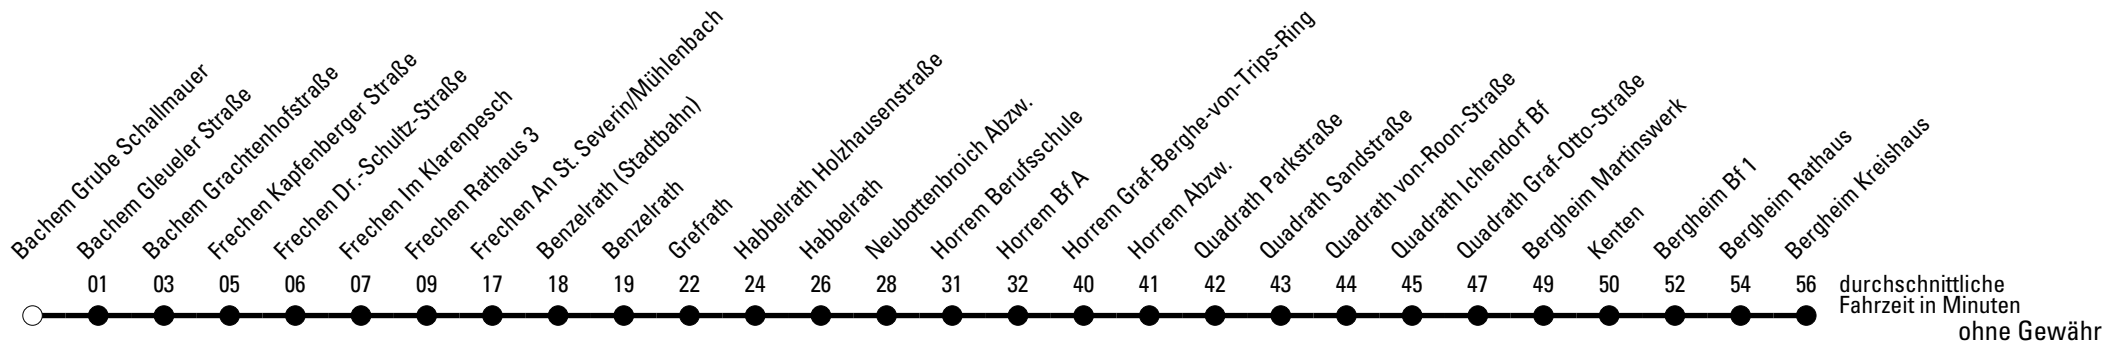 Bachem Grube Schallmauer
Bachem Gleueler Straße
Bachem Grachtenhofstraße
Frechen Kapfenberger Straße
Frechen Dr.-Schultz-Straße
Frechen Im Klarenpesch
Frechen Rathaus 3
Frechen An St. Severin/Mühlenbach
Benzelrath (Stadtbahn)
Benzelrath
Grefrath
Habbelrath Holzhausenstraße
Habbelrath
Neubottenbroich Abzw.
Horrem Berufsschule
Horrem Bf A
Horrem Graf-Berghe-von-Trips-Ring
Horrem Abzw.
Quadrath Parkstraße
Quadrath Sandstraße
Quadrath von-Roon-Straße
Quadrath Ichendorf Bf
Quadrath Graf-Otto-Straße
Bergheim Martinswerk
Kenten
Bergheim Bf 1
Bergheim Rathaus
Bergheim Kreishaus
01 03 05 06 07 09 17 18 19 22 24 26 28 31 32 40 41 42 43 44 45 47 49 50 52 54 56 durchschnittliche
Fahrzeit in Minuten
ohne Gewähr